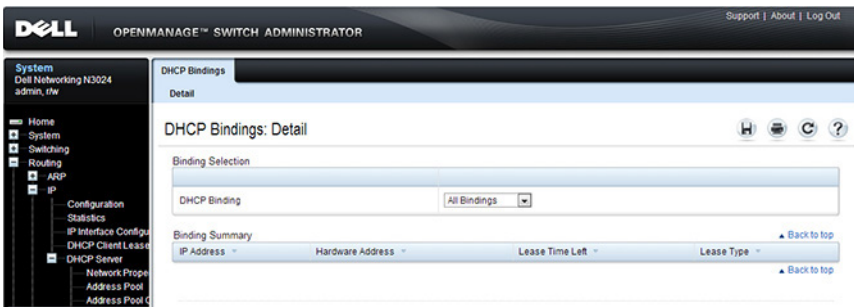 Support | About | Log Out
DELL OPENMANAGE™ SWITCH ADMINISTRATOR
System
Dell Networking N3024
admin, r/w
Home
System
Switching
Routing
ARP
IP
Configuration
Statistics
IP Interface Configu
DHCP Client Lease
DHCP Server
Network Prope
Address Pool
Address Pool
DHCP Bindings
Detail
DHCP Bindings: Detail
Binding Selection
DHCP Binding All Bindings
Binding Summary Back to top
IP Address Hardware Address Lease Time Left Lease Type
Back to top